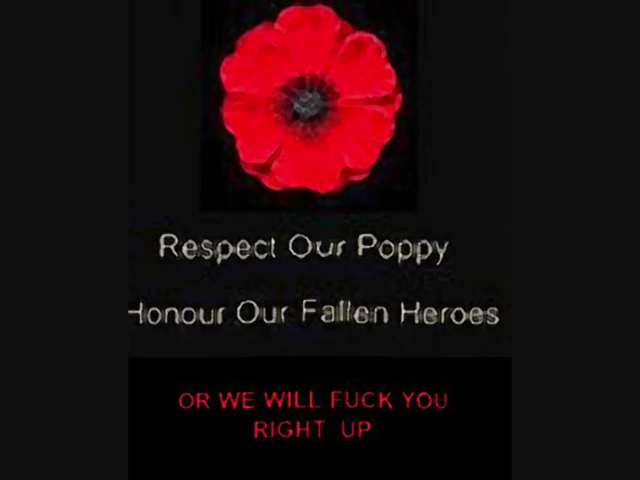 Respect Our Poppy
Honour Our Fallen Heroes
OR WE WILL FUCK YOU
RIGHT UP